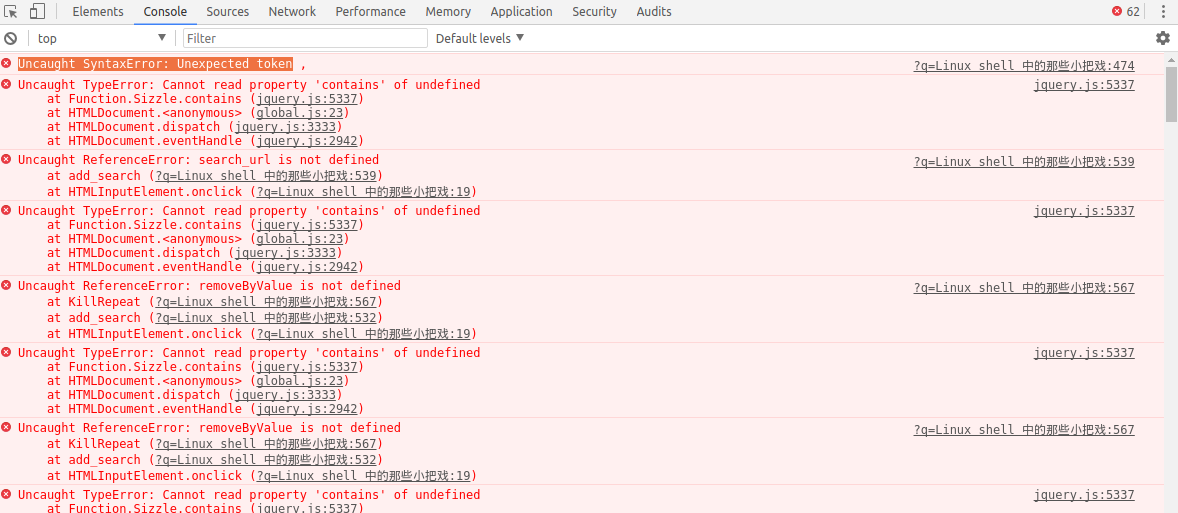 Elements Console Sources Network Performance Memory Application Security Audits 62
top Filter Default levels
Uncaught SyntaxError: Unexpected token , ?q=Linux shell 中的那些小把戏:474
Uncaught TypeError: Cannot read property 'contains' of undefined jquery.js:5337
at Function.Sizzle.contains (jquery.js:5337)
at HTMLDocument.<anonymous> (global.js:23)
at HTMLDocument.dispatch (jquery.js:3333)
at HTMLDocument.eventHandle (jquery.js:2942)
Uncaught ReferenceError: search_url is not defined ?q=Linux shell 中的那些小把戏:539
at add_search (?q=Linux shell 中的那些小把戏:539)
at HTMLInputElement.onclick (?q=Linux shell 中的那些小把戏:19)
Uncaught TypeError: Cannot read property 'contains' of undefined jquery.js:5337
at Function.Sizzle.contains (jquery.js:5337)
at HTMLDocument.<anonymous> (global.js:23)
at HTMLDocument.dispatch (jquery.js:3333)
at HTMLDocument.eventHandle (jquery.js:2942)
Uncaught ReferenceError: removeByValue is not defined ?q=Linux shell 中的那些小把戏:567
at KillRepeat (?q=Linux shell 中的那些小把戏:567)
at add_search (?q=Linux shell 中的那些小把戏:532)
at HTMLInputElement.onclick (?q=Linux shell 中的那些小把戏:19)
Uncaught TypeError: Cannot read property 'contains' of undefined jquery.js:5337
at Function.Sizzle.contains (jquery.js:5337)
at HTMLDocument.<anonymous> (global.js:23)
at HTMLDocument.dispatch (jquery.js:3333)
at HTMLDocument.eventHandle (jquery.js:2942)
Uncaught ReferenceError: removeByValue is not defined ?q=Linux shell 中的那些小把戏:567
at KillRepeat (?q=Linux shell 中的那些小把戏:567)
at add_search (?q=Linux shell 中的那些小把戏:532)
at HTMLInputElement.onclick (?q=Linux shell 中的那些小把戏:19)
Uncaught TypeError: Cannot read property 'contains' of undefined jquery.js:5337
at Function.Sizzle.contains (jquery.js:5337)